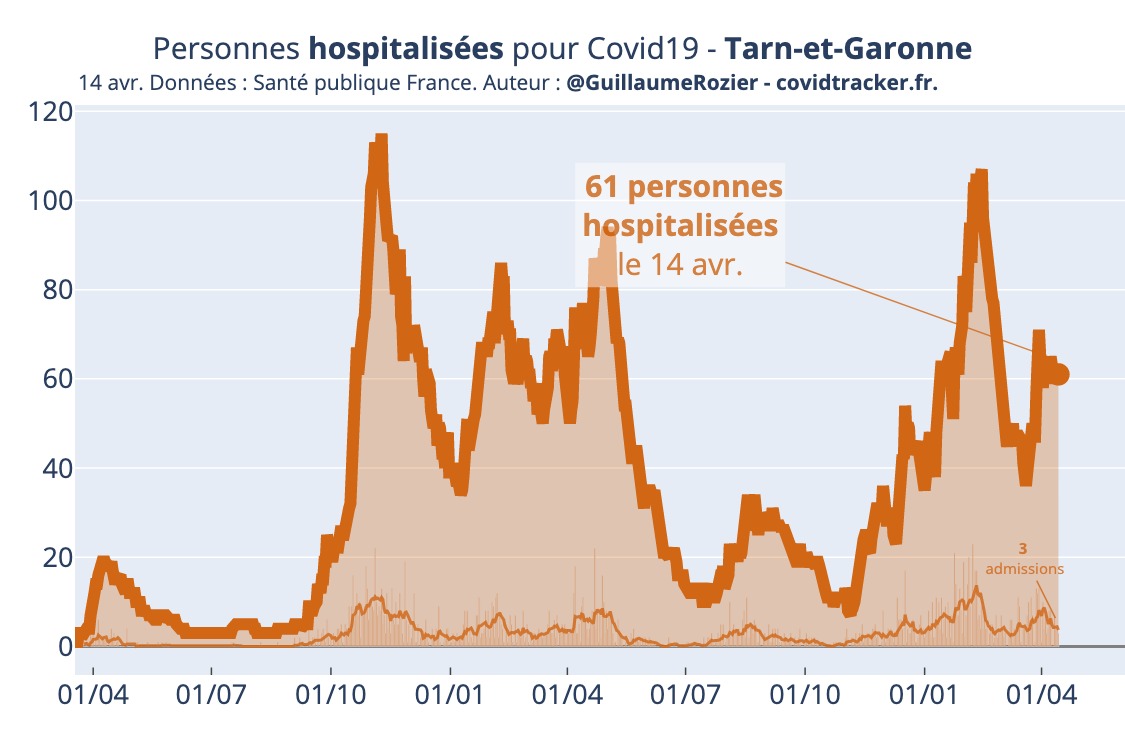 Personnes hospitalisées pour Covid19 - Tarn-et-Garonne
14 avr. Données : Santé publique France. Auteur : @GuillaumeRozier - covidtracker.fr.
120
100
80
60
40
20
0
61 personnes
hospitalisées
le 14 avr.
3
admissions
01/04 01/07 01/10 01/01 01/04 01/07 01/10 01/01 01/04